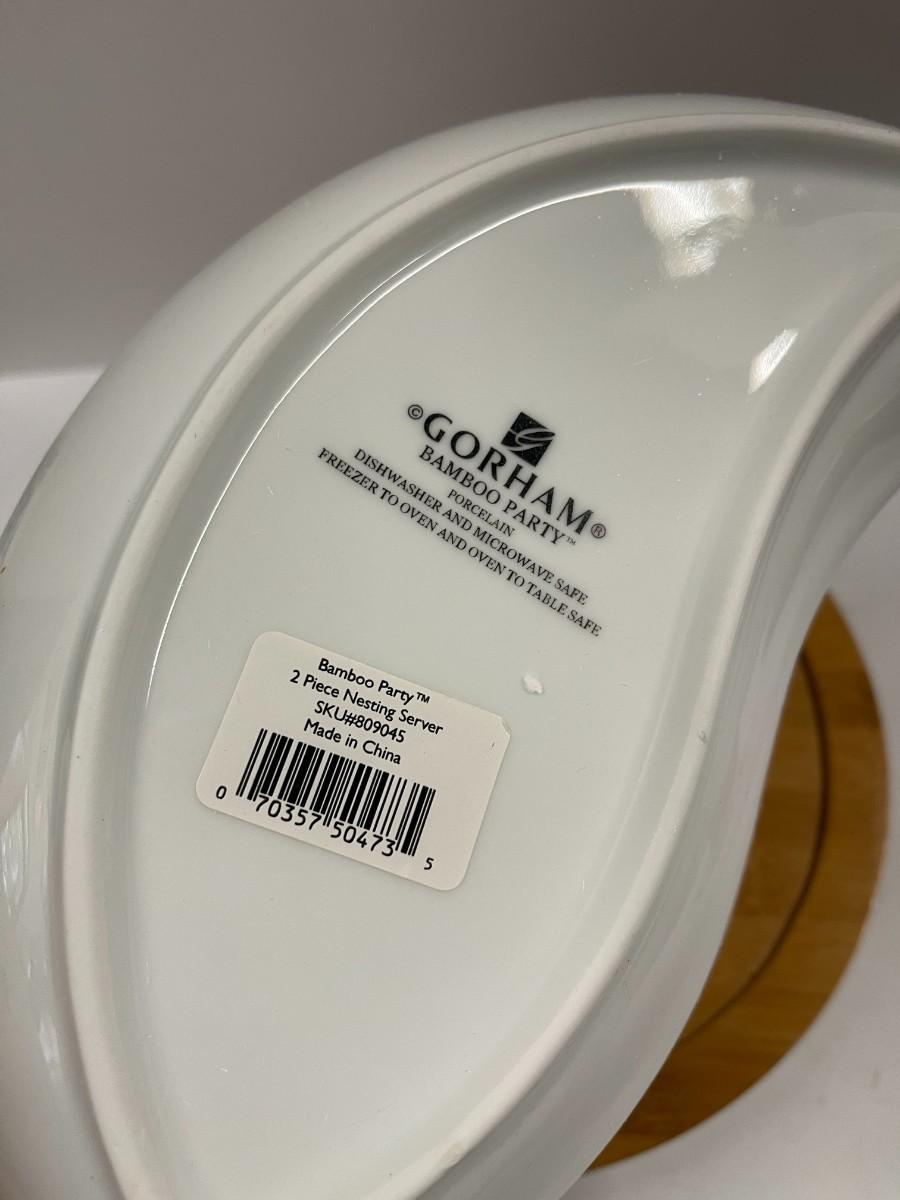 ©GORHAM®
BAMBOO PARTY™
PORCELAIN
DISHWASHER AND MICROWAVE SAFE
FREEZER TO OVEN AND OVEN TO TABLE SAFE
Bamboo Party™
2 Piece Nesting Server
SKU#809045
Made in China
0 70357 50473 5